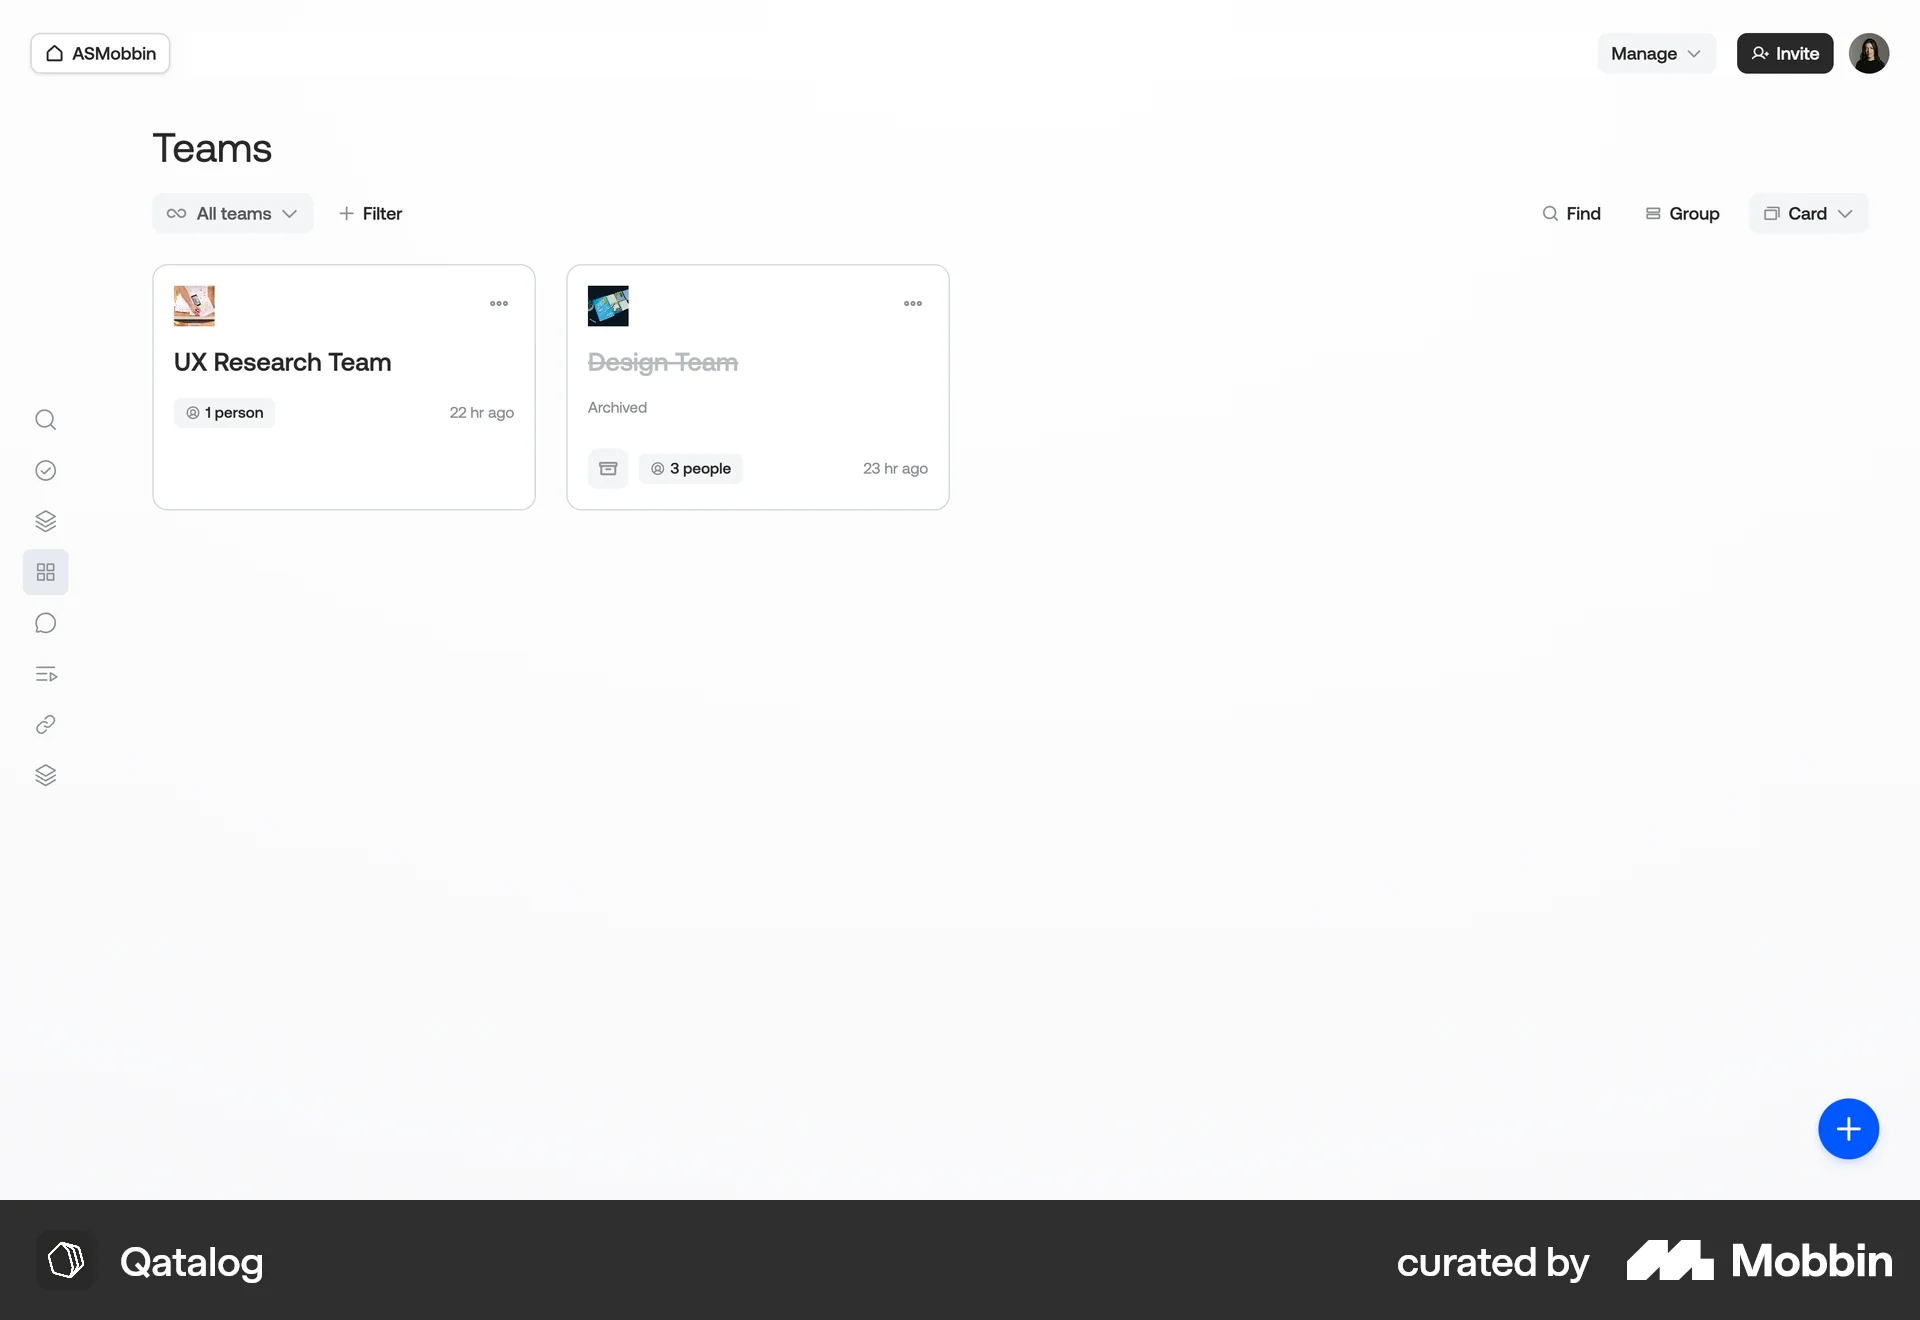 ASMobbin
Manage
Invite
Teams
All teams
Filter
Find
Group
Card
UX Research Team
1 person
22 hr ago
Design Team
Archived
3 people
23 hr ago
Qatalog
curated by
Mobbin